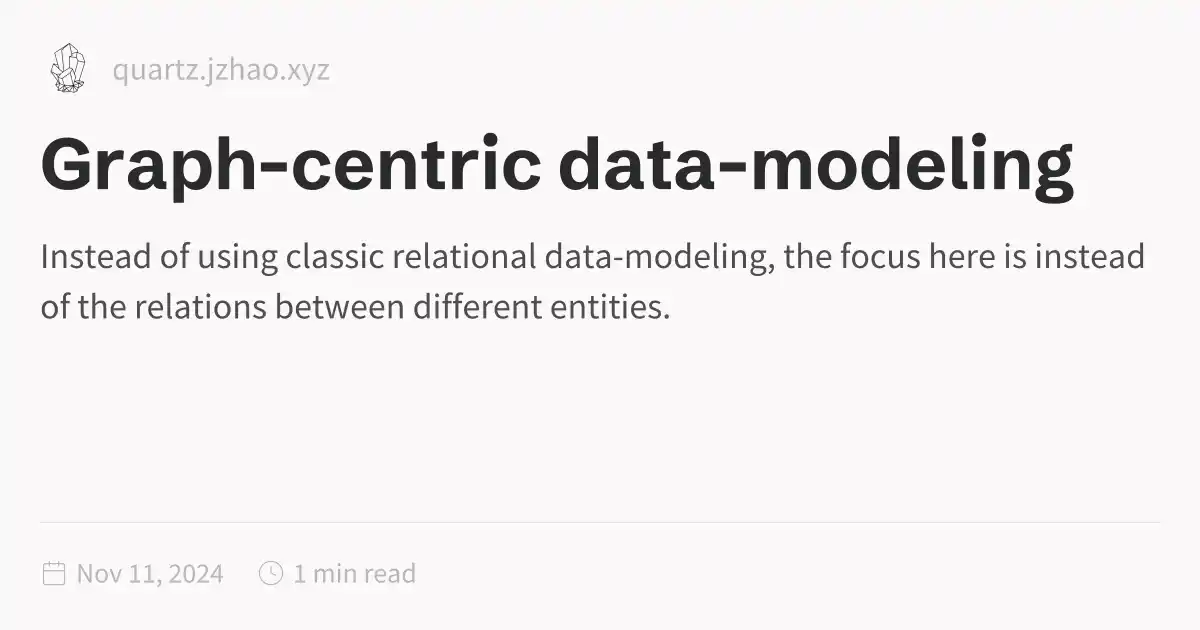 quartz.jzhao.xyz
Graph-centric data-modeling
Instead of using classic relational data-modeling, the focus here is instead
of the relations between different entities.
Nov 11, 2024 1 min read